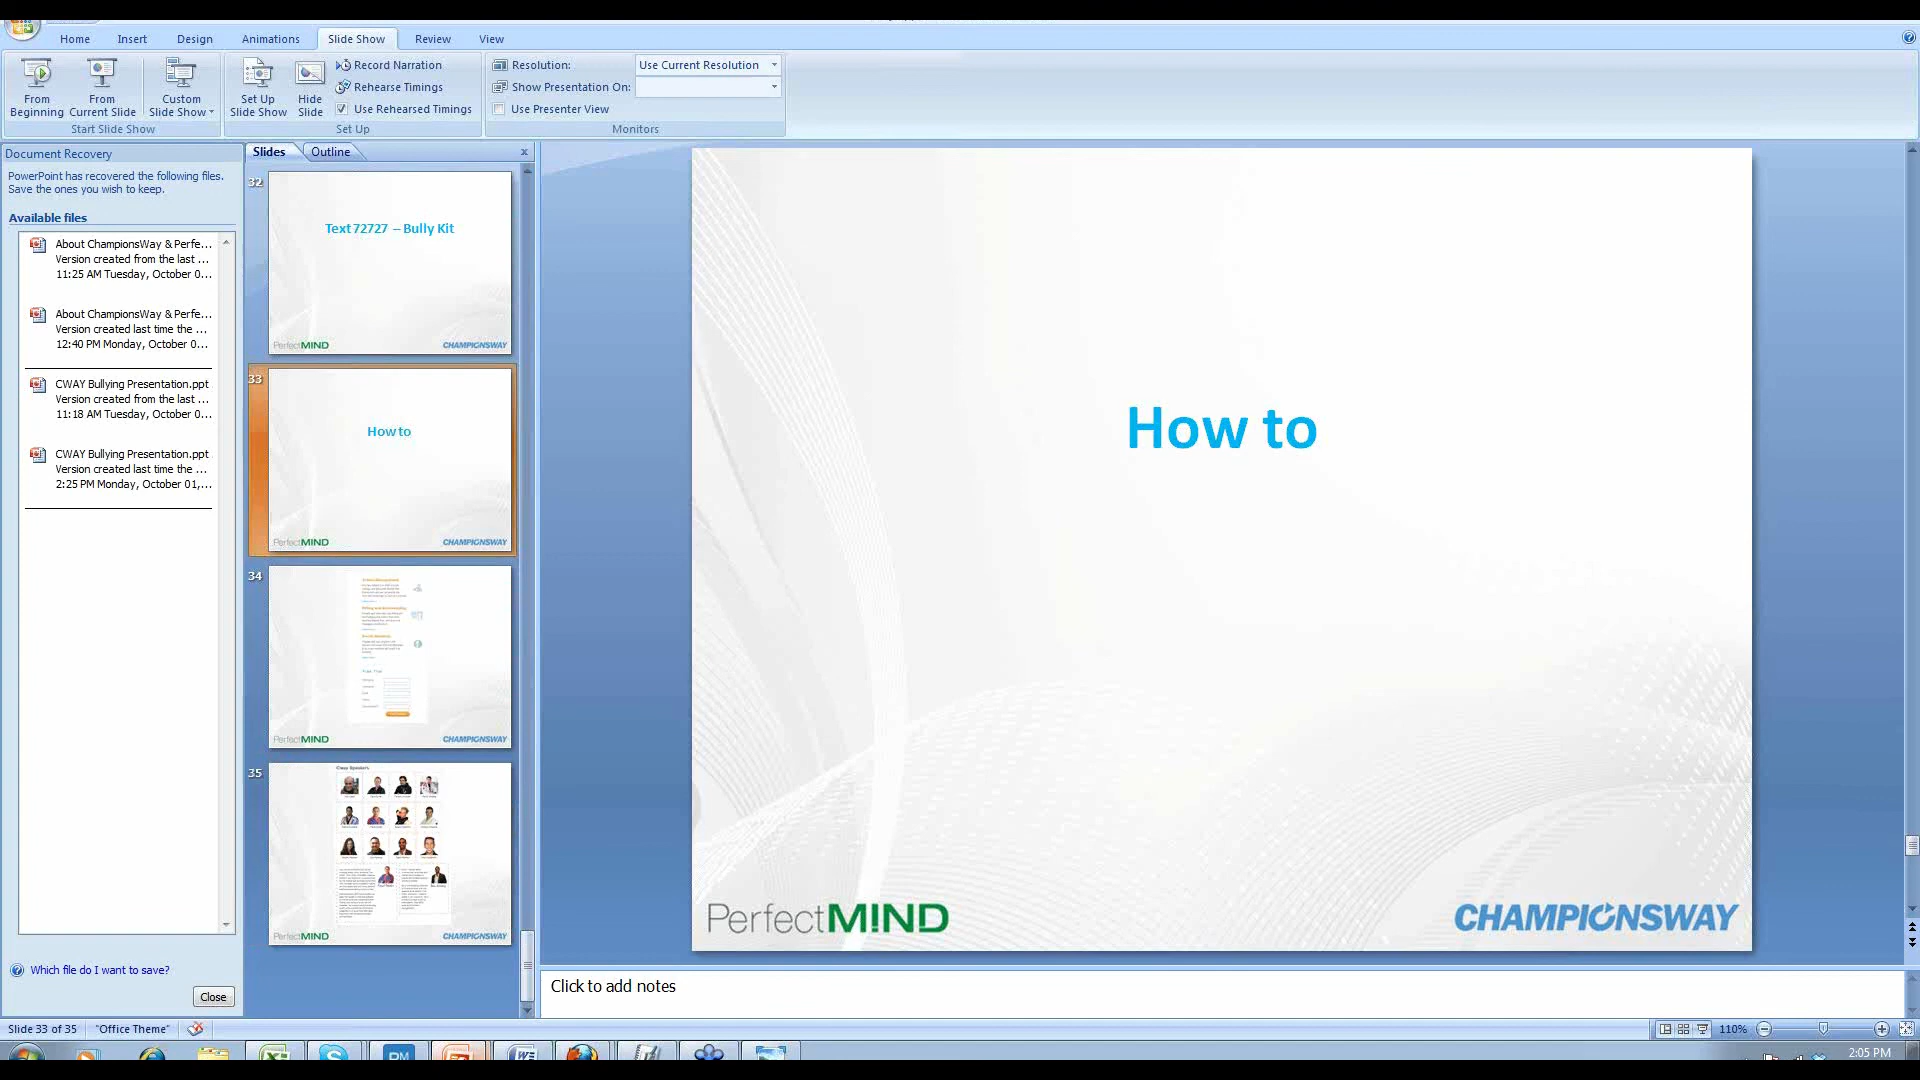 Home Insert Design Animations Slide Show Review View
Record Narration
Rehearse Timings
Use Rehearsed Timings
From Beginning
From Current Slide
Custom Slide Show
Set Up Slide Show
Hide Slide
Resolution: Use Current Resolution
Show Presentation On:
Use Presenter View
Start Slide Show
Set Up
Monitors
Document Recovery
PowerPoint has recovered the following files.
Save the ones you wish to keep.
Available files
About ChampionsWay & Perfe...
Version created from the last ...
11:25 AM Tuesday, October 0...
About ChampionsWay & Perfe...
Version created last time the ...
12:40 PM Monday, October 0...
CWAY Bullying Presentation.ppt
Version created from the last ...
11:18 AM Tuesday, October 0...
CWAY Bullying Presentation.ppt
Version created last time the ...
2:25 PM Monday, October 01,...
Which file do I want to save?
Close
Slides Outline x
32
Text 72727 – Bully Kit
PerfectMIND CHAMPIONSWAY
33
How to
PerfectMIND CHAMPIONSWAY
34
PerfectMIND CHAMPIONSWAY
35
PerfectMIND CHAMPIONSWAY
How to
PerfectM!ND CHAMPIONSWAY
Click to add notes
Slide 33 of 35 "Office Theme" 110%
2:05 PM